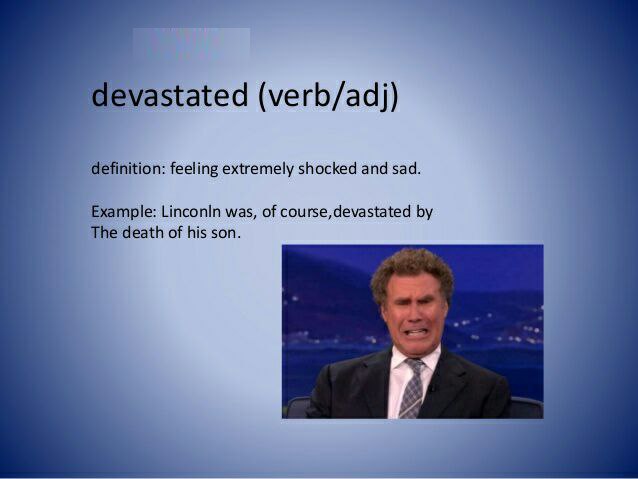 devastated (verb/adj)
definition: feeling extremely shocked and sad.
Example: Linconln was, of course,devastated by
The death of his son.